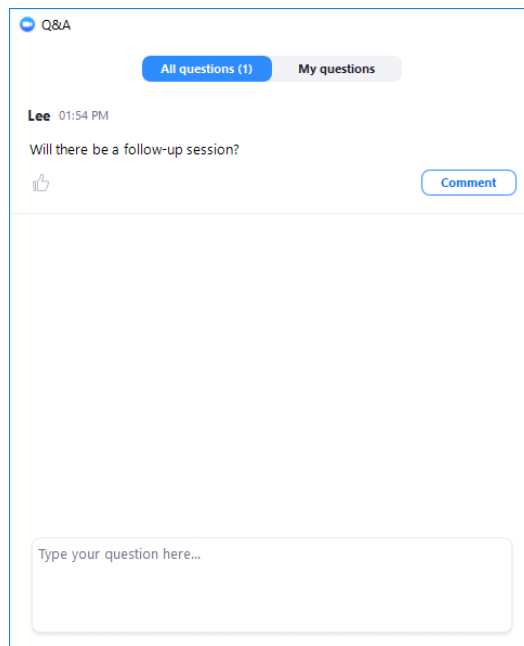 Q&A
All questions (1) My questions
Lee 01:54 PM
Will there be a follow-up session?
Comment
Type your question here...